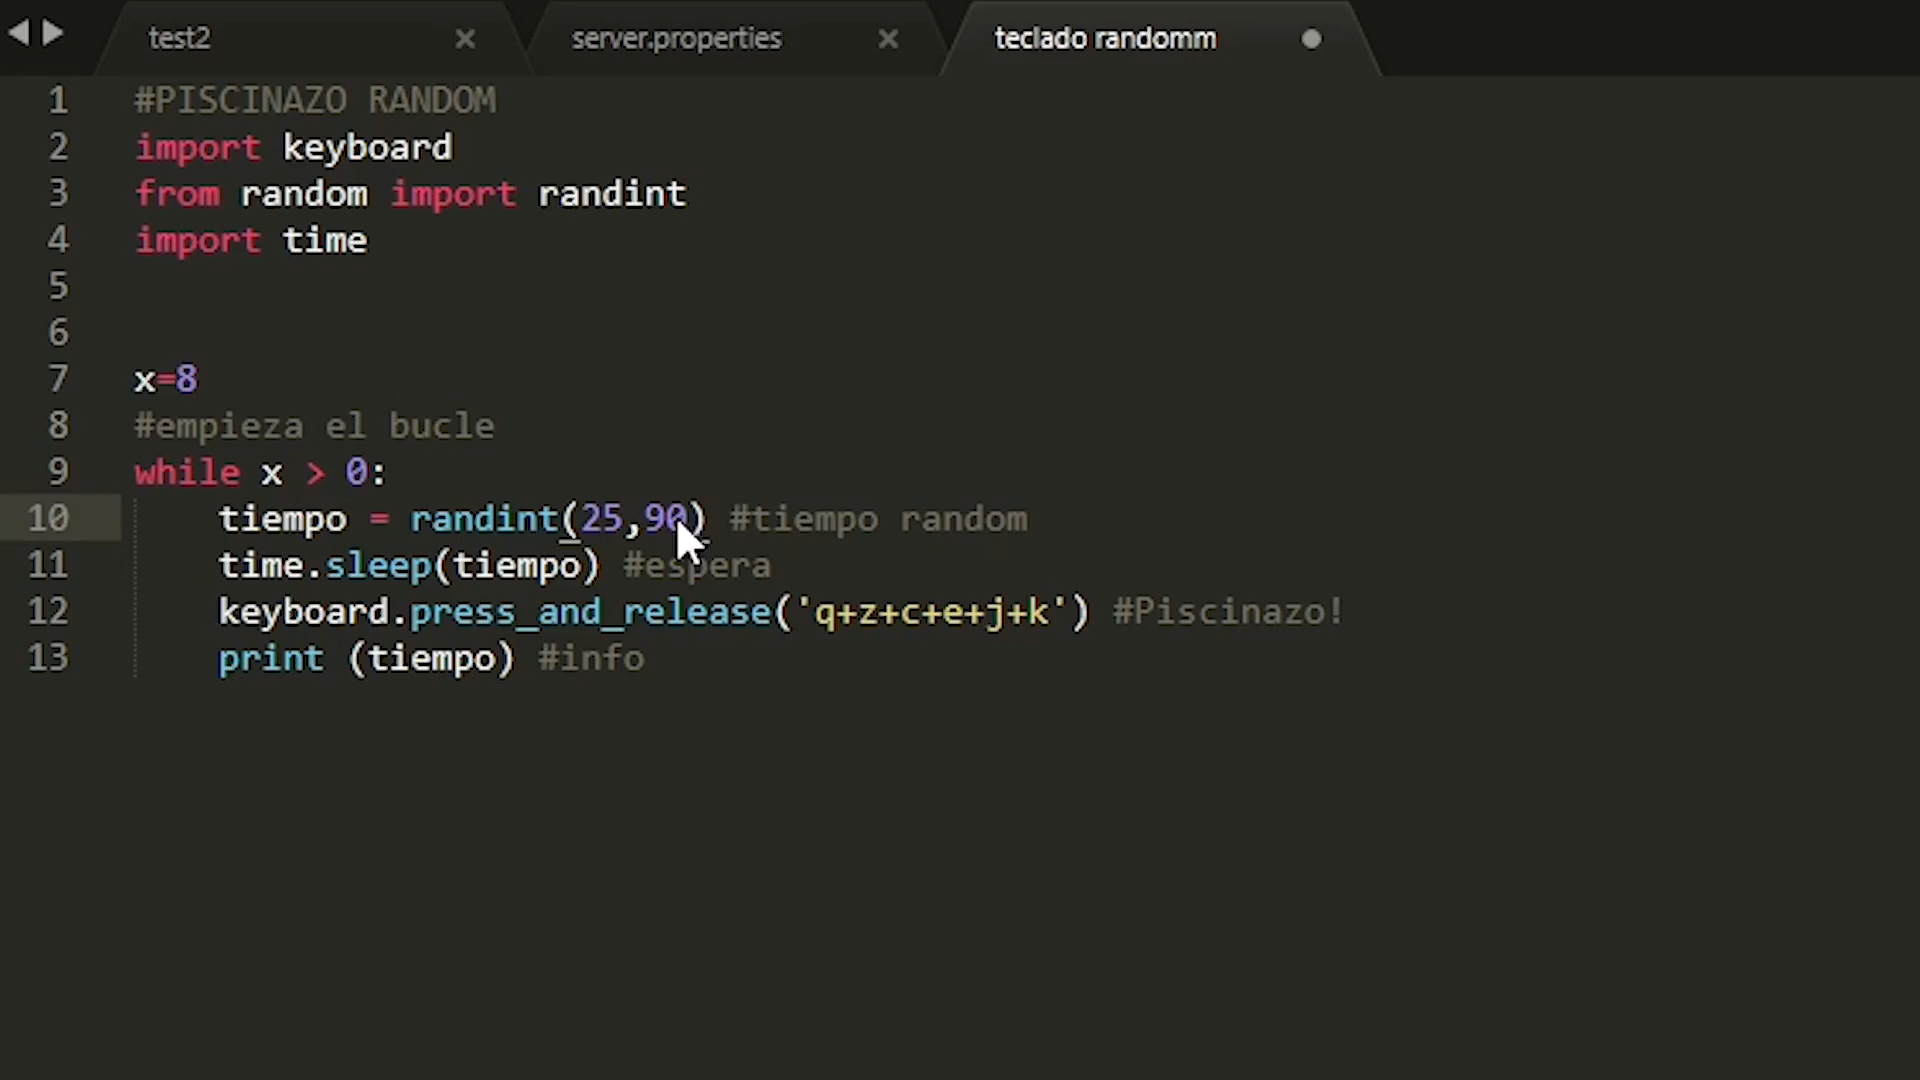 test2 × server.properties × teclado randomm
1 #PISCINAZO RANDOM
2 import keyboard
3 from random import randint
4 import time
5
6
7 x=8
8 #empieza el bucle
9 while x > 0:
10 tiempo = randint(25,90) #tiempo random
11 time.sleep(tiempo) #espera
12 keyboard.press_and_release('q+z+c+e+j+k') #Piscinazo!
13 print (tiempo) #info